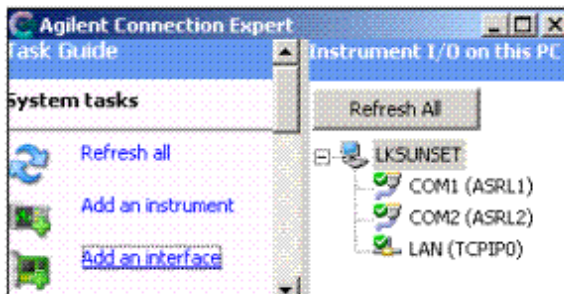 Agilent Connection Expert
Task Guide
Instrument I/O on this PC
System tasks
Refresh all
Add an instrument
Add an interface
Refresh All
LKSUNSET
COM1 (ASRL1)
COM2 (ASRL2)
LAN (TCPIP0)